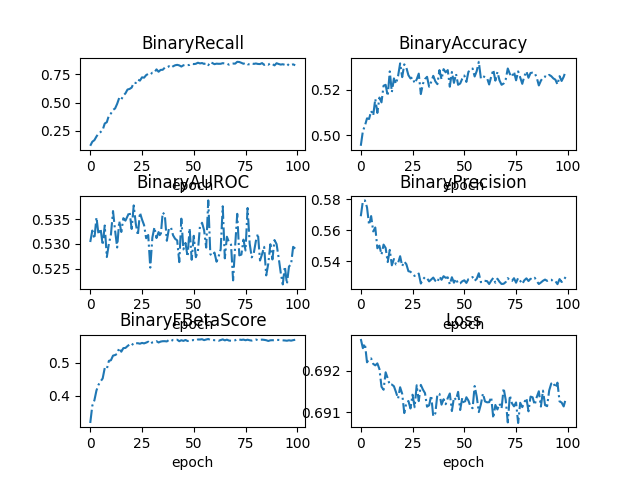 BinaryRecall
0.75
0.50
0.25
0 25 50 75 100
epoch
BinaryAccuracy
0.52
0.50
0 25 50 75 100
epoch
BinaryAUROC
0.535
0.530
0.525
0 25 50 75 100
epoch
BinaryPrecision
0.58
0.56
0.54
0 25 50 75 100
epoch
BinaryFBetaScore
0.5
0.4
0 25 50 75 100
epoch
Loss
0.692
0.691
0 25 50 75 100
epoch